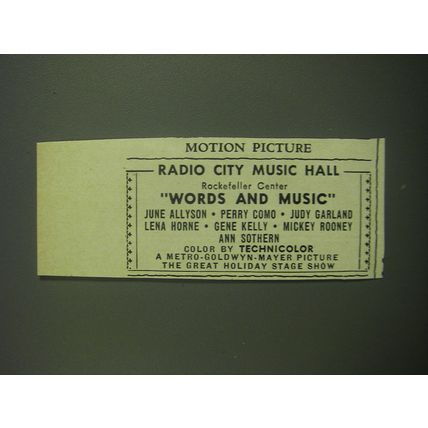 MOTION PICTURE
RADIO CITY MUSIC HALL
Rockefeller Center
"WORDS AND MUSIC"
JUNE ALLYSON • PERRY COMO • JUDY GARLAND
LENA HORNE • GENE KELLY • MICKEY ROONEY
ANN SOTHERN
COLOR BY TECHNICOLOR
A METRO-GOLDWYN-MAYER PICTURE
THE GREAT HOLIDAY STAGE SHOW